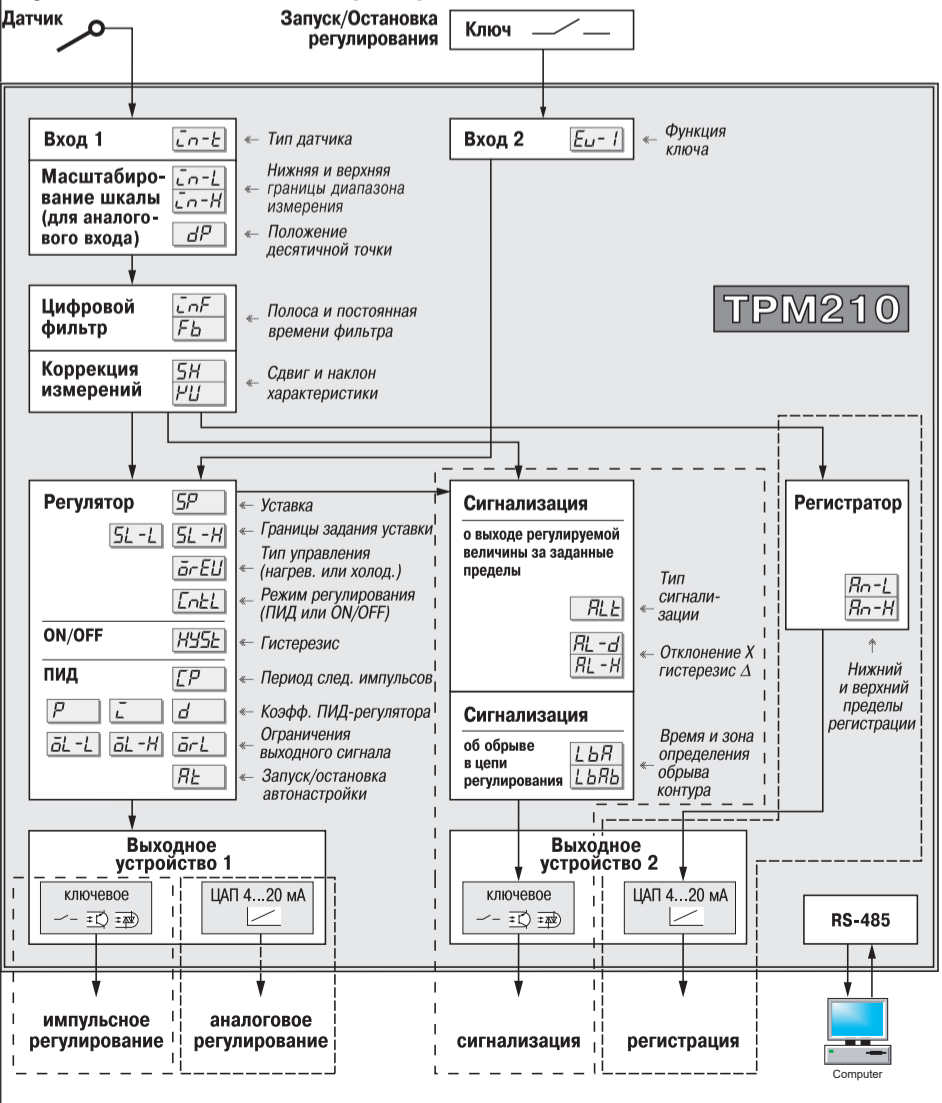 Датчик
Запуск/Остановка
регулирования
Ключ
Вход 1
in-t
Тип датчика
Вход 2
Ev-1
Функция
ключа
Масштабиро-
вание шкалы
(для аналого-
вого входа)
in-L
in-H
Нижняя и верхняя
границы диапазона
измерения
dP
Положение
десятичной точки
Цифровой
фильтр
inF
Fb
Полоса и постоянная
времени фильтра
ТРМ210
Коррекция
измерений
SH
KU
Сдвиг и наклон
характеристики
Регулятор
SP
Уставка
SL-L
SL-H
Границы задания уставки
orEU
Тип управления
(нагрев. или холод.)
CntL
Режим регулирования
(ПИД или ON/OFF)
ON/OFF
HYSt
Гистерезис
ПИД
CP
Период след. импульсов
P
i
d
Коэфф. ПИД-регулятора
oL-L
oL-H
orL
Ограничения
выходного сигнала
At
Запуск/остановка
автонастройки
Сигнализация
о выходе регулируемой
величины за заданные
пределы
ALt
Тип
сигнали-
зации
AL-d
AL-H
Отклонение X
гистерезис Δ
Сигнализация
об обрыве
в цепи
регулирования
LbA
LbAb
Время и зона
определения
обрыва
контура
Регистратор
An-L
An-H
Нижний
и верхний
пределы
регистрации
Выходное
устройство 1
ключевое
ЦАП 4...20 мА
Выходное
устройство 2
ключевое
ЦАП 4...20 мА
RS-485
импульсное
регулирование
аналоговое
регулирование
сигнализация
регистрация
Computer